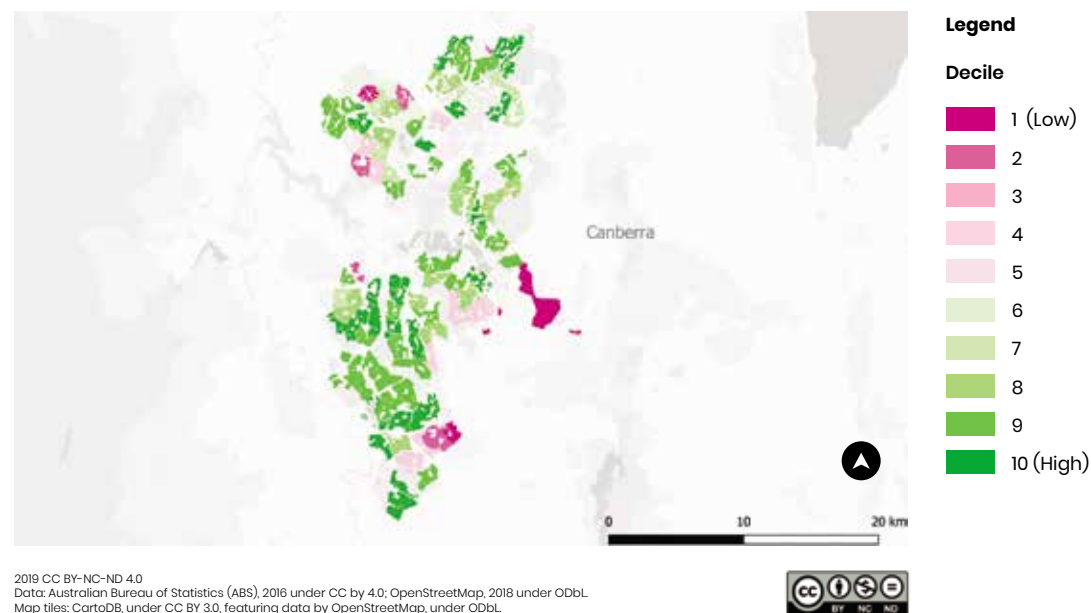 Legend
Decile
1 (Low)
2
3
4
5
6
7
8
9
10 (High)
Canberra
0 10 20 km
2019 CC BY-NC-ND 4.0
Data: Australian Bureau of Statistics (ABS), 2016 under CC by 4.0; OpenStreetMap, 2018 under ODbL.
Map tiles: CartoDB, under CC BY 3.0, featuring data by OpenStreetMap, under ODbL.
cc
BY NC ND